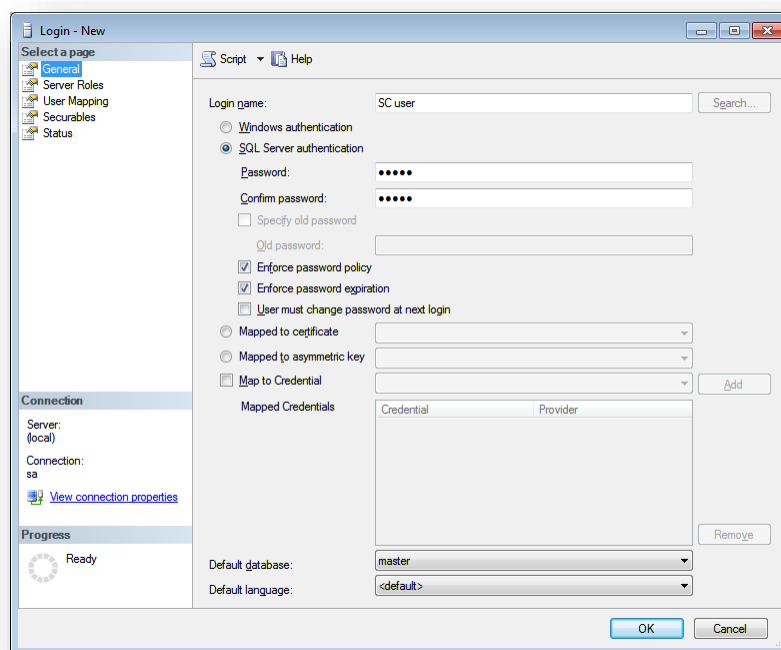 Login - New
Select a page
General
Server Roles
User Mapping
Securables
Status
Connection
Server:
(local)
Connection:
sa
View connection properties
Progress
Ready
Script Help
Login name: SC user Search...
Windows authentication
SQL Server authentication
Password: •••••
Confirm password: •••••
Specify old password
Old password:
Enforce password policy
Enforce password expiration
User must change password at next login
Mapped to certificate
Mapped to asymmetric key
Map to Credential Add
Mapped Credentials Credential Provider
Remove
Default database: master
Default language: <default>
OK Cancel